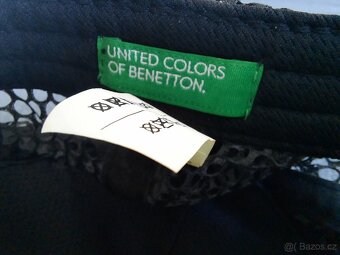 UNITED COLORS
OF BENETTON.
© Bazos.cz